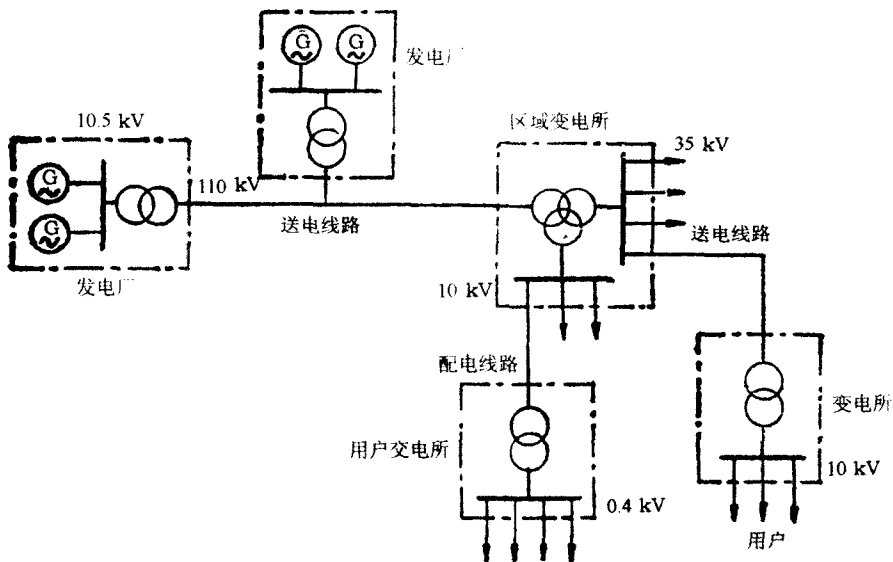 G
G
发电厂
10.5 kV
区域变电所
35 kV
G
G
110 kV
送电线路
送电线路
发电厂
10 kV
配电线路
变电所
用户变电所
10 kV
0.4 kV
用户